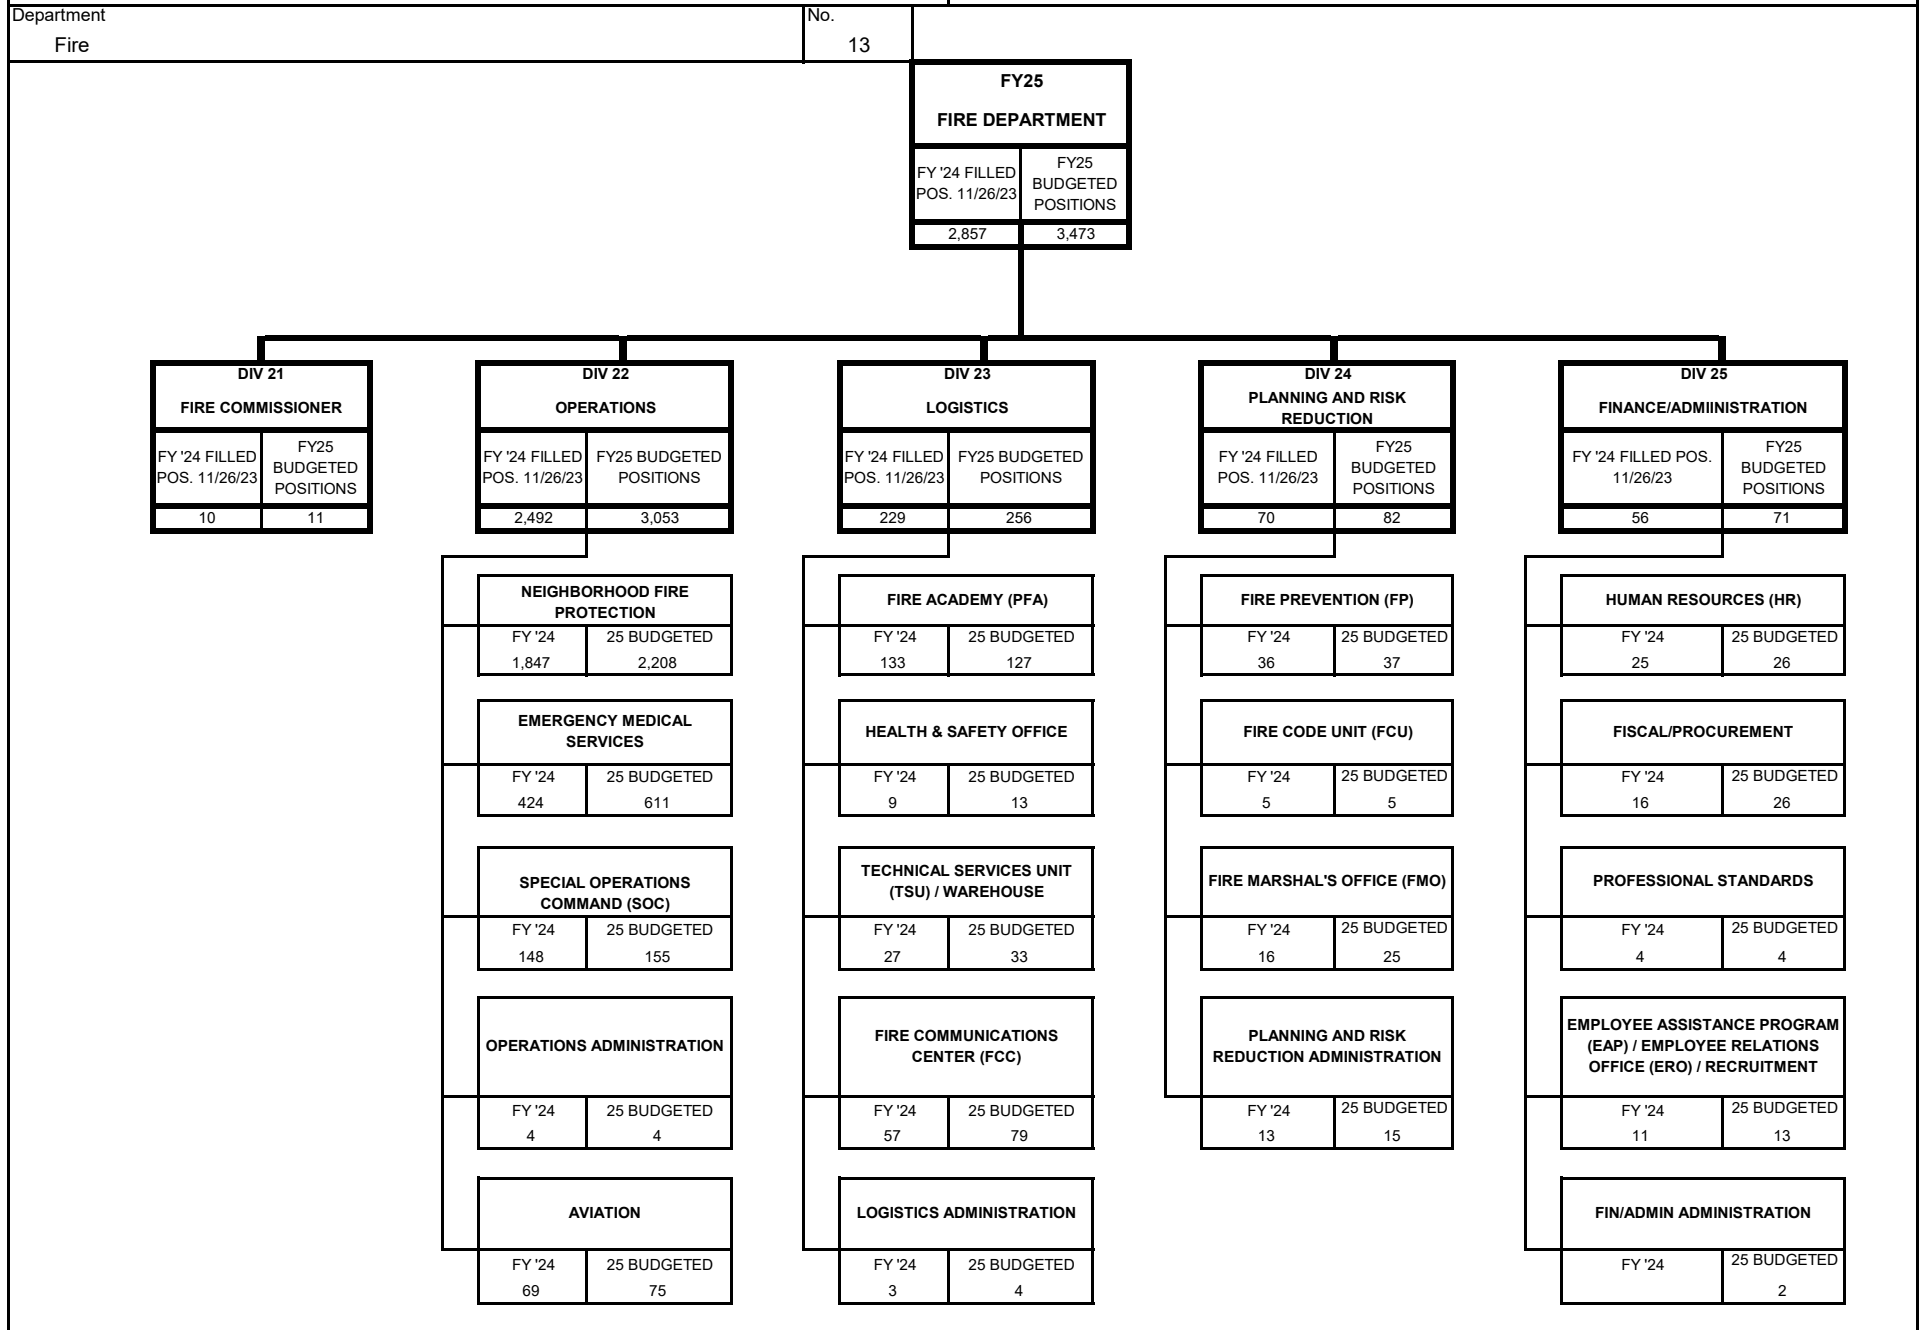 Department
No.
Fire
13
FY25
FIRE DEPARTMENT
FY '24 FILLED
POS. 11/26/23
FY25
BUDGETED
POSITIONS
2,857
3,473
DIV 21
FIRE COMMISSIONER
FY '24 FILLED
POS. 11/26/23
FY25
BUDGETED
POSITIONS
10
11
DIV 22
OPERATIONS
FY '24 FILLED
POS. 11/26/23
FY25 BUDGETED
POSITIONS
2,492
3,053
NEIGHBORHOOD FIRE
PROTECTION
FY '24
25 BUDGETED
1,847
2,208
EMERGENCY MEDICAL
SERVICES
FY '24
25 BUDGETED
424
611
SPECIAL OPERATIONS
COMMAND (SOC)
FY '24
25 BUDGETED
148
155
OPERATIONS ADMINISTRATION
FY '24
25 BUDGETED
4
4
AVIATION
FY '24
25 BUDGETED
69
75
DIV 23
LOGISTICS
FY '24 FILLED
POS. 11/26/23
FY25 BUDGETED
POSITIONS
229
256
FIRE ACADEMY (PFA)
FY '24
25 BUDGETED
133
127
HEALTH & SAFETY OFFICE
FY '24
25 BUDGETED
9
13
TECHNICAL SERVICES UNIT
(TSU) / WAREHOUSE
FY '24
25 BUDGETED
27
33
FIRE COMMUNICATIONS
CENTER (FCC)
FY '24
25 BUDGETED
57
79
LOGISTICS ADMINISTRATION
FY '24
25 BUDGETED
3
4
DIV 24
PLANNING AND RISK
REDUCTION
FY '24 FILLED
POS. 11/26/23
FY25
BUDGETED
POSITIONS
70
82
FIRE PREVENTION (FP)
FY '24
25 BUDGETED
36
37
FIRE CODE UNIT (FCU)
FY '24
25 BUDGETED
5
5
FIRE MARSHAL'S OFFICE (FMO)
FY '24
25 BUDGETED
16
25
PLANNING AND RISK
REDUCTION ADMINISTRATION
FY '24
25 BUDGETED
13
15
DIV 25
FINANCE/ADMIINISTRATION
FY '24 FILLED POS.
11/26/23
FY25
BUDGETED
POSITIONS
56
71
HUMAN RESOURCES (HR)
FY '24
25 BUDGETED
25
26
FISCAL/PROCUREMENT
FY '24
25 BUDGETED
16
26
PROFESSIONAL STANDARDS
FY '24
25 BUDGETED
4
4
EMPLOYEE ASSISTANCE PROGRAM
(EAP) / EMPLOYEE RELATIONS
OFFICE (ERO) / RECRUITMENT
FY '24
25 BUDGETED
11
13
FIN/ADMIN ADMINISTRATION
FY '24
25 BUDGETED
2